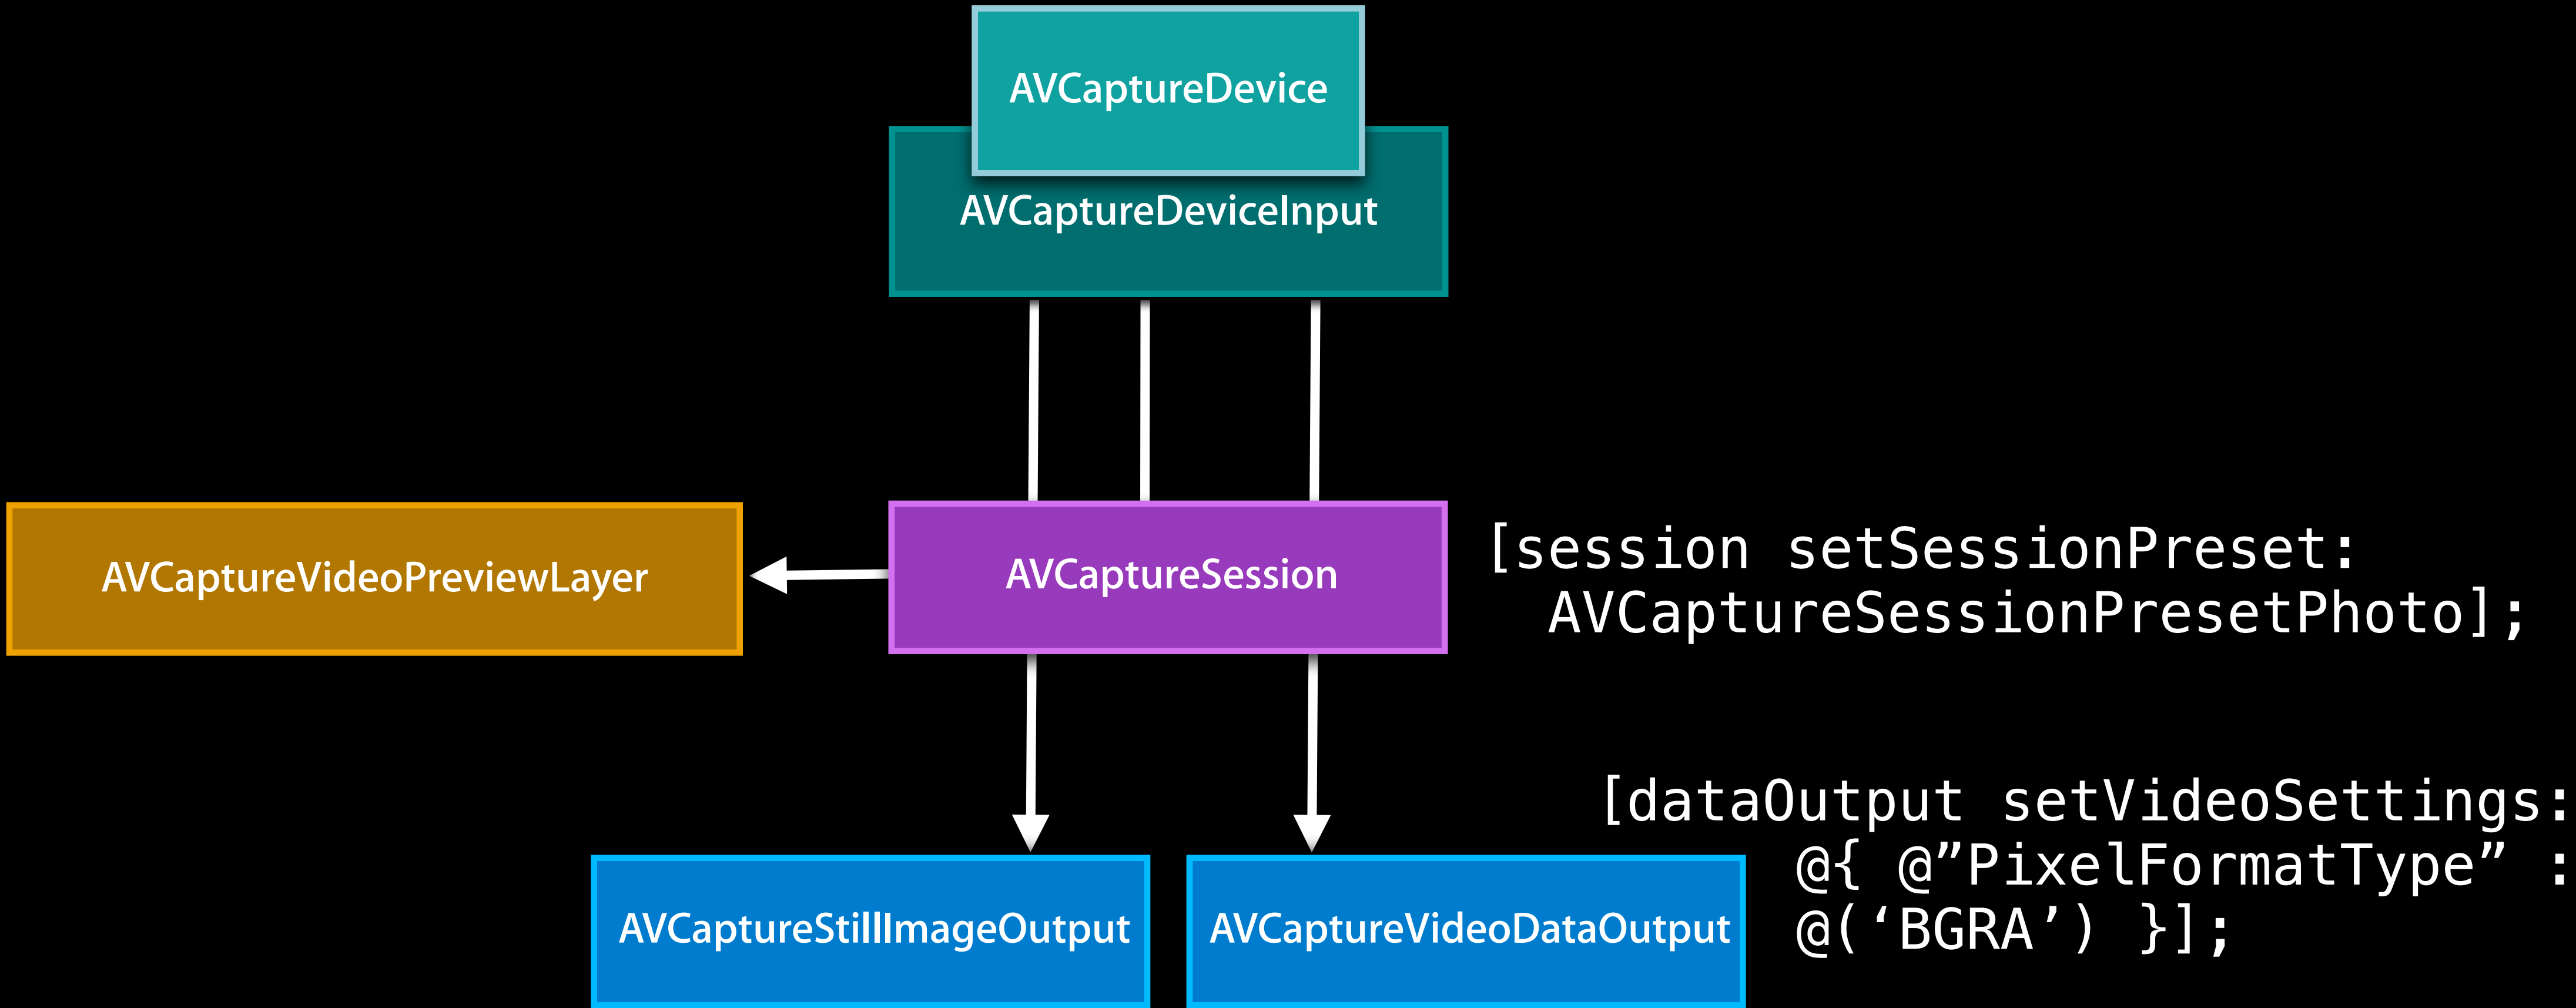 AVCaptureDevice
AVCaptureDeviceInput
AVCaptureVideoPreviewLayer
AVCaptureSession
[session setSessionPreset:
AVCaptureSessionPresetPhoto];
[dataOutput setVideoSettings:
@{ @”PixelFormatType” :
@(‘BGRA’) }];
AVCaptureStillImageOutput
AVCaptureVideoDataOutput